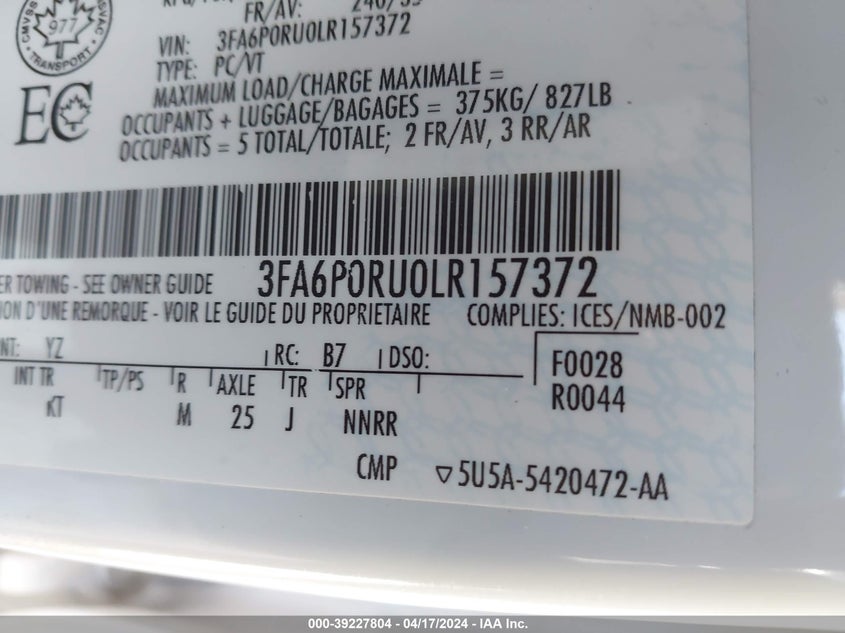 CMVSS NSVAC
977
TRANSPORT
FR/AV:
VIN: 3FA6P0RU0LR157372
TYPE: PC/VT
MAXIMUM LOAD/CHARGE MAXIMALE =
OCCUPANTS + LUGGAGE/BAGAGES = 375KG/ 827LB
OCCUPANTS = 5 TOTAL/TOTALE; 2 FR/AV, 3 RR/AR
EC
TOWING - SEE OWNER GUIDE 3FA6P0RU0LR157372
D'UNE REMORQUE - VOIR LE GUIDE DU PROPRIETAIRE COMPLIES: ICES/NMB-002
YZ RC: B7 DSO: F0028
INT TR TP/PS R AXLE TR SPR R0044
KT M 25 J NNRR
CMP 5U5A-5420472-AA
000-39227804 - 04/17/2024 - IAA Inc.